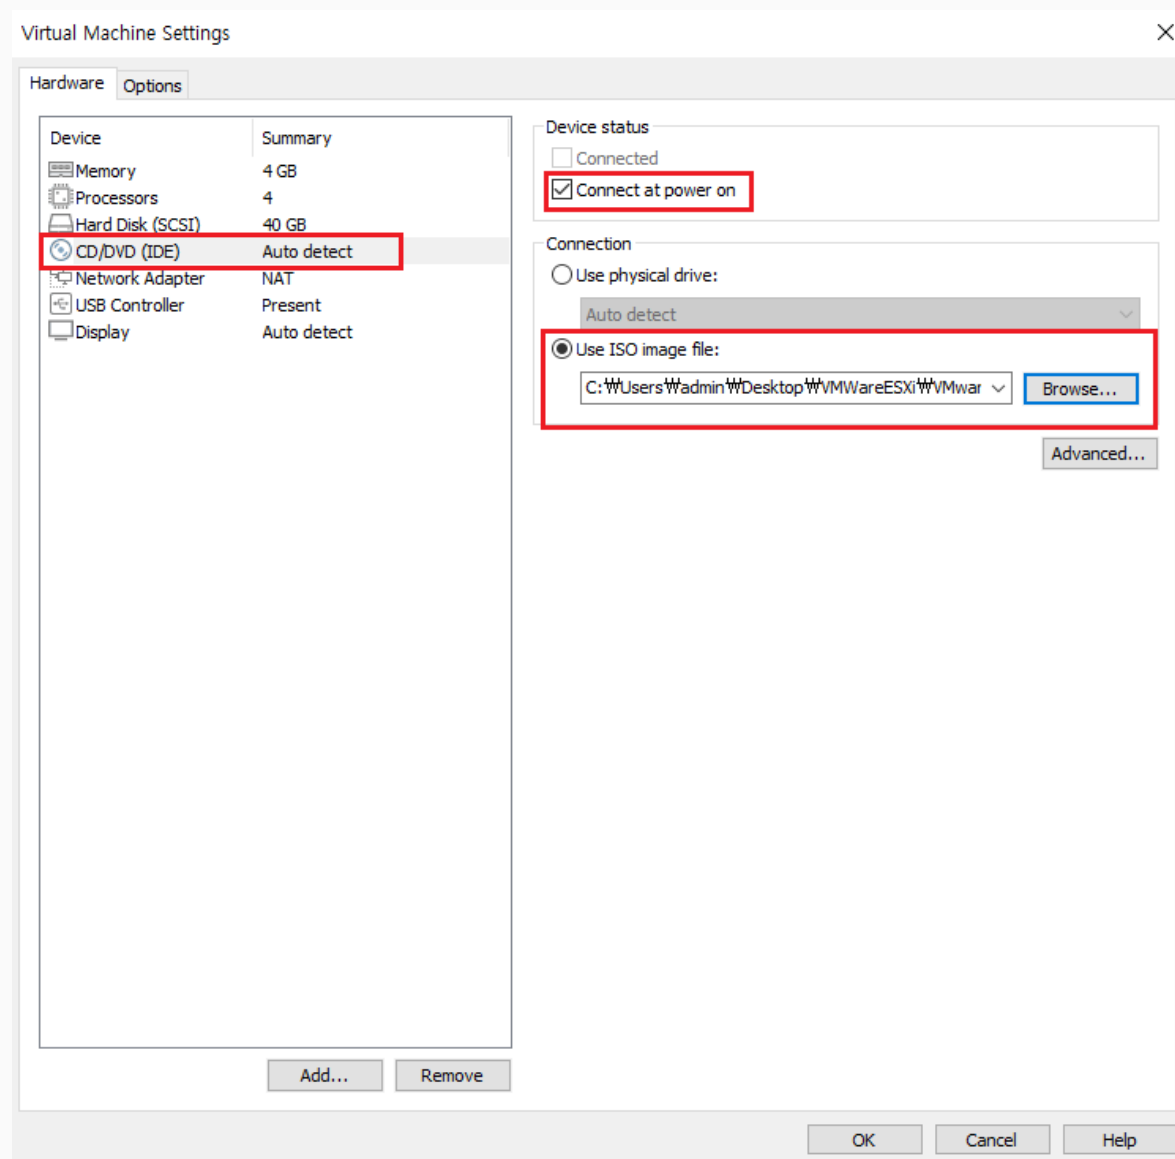 Virtual Machine Settings
Hardware
Options
Device Summary
Memory 4 GB
Processors 4
Hard Disk (SCSI) 40 GB
CD/DVD (IDE) Auto detect
Network Adapter NAT
USB Controller Present
Display Auto detect
Add...
Remove
Device status
Connected
Connect at power on
Connection
Use physical drive:
Auto detect
Use ISO image file:
C:₩Users₩admin₩Desktop₩VMWareESXi₩VMwar
Browse...
Advanced...
OK
Cancel
Help